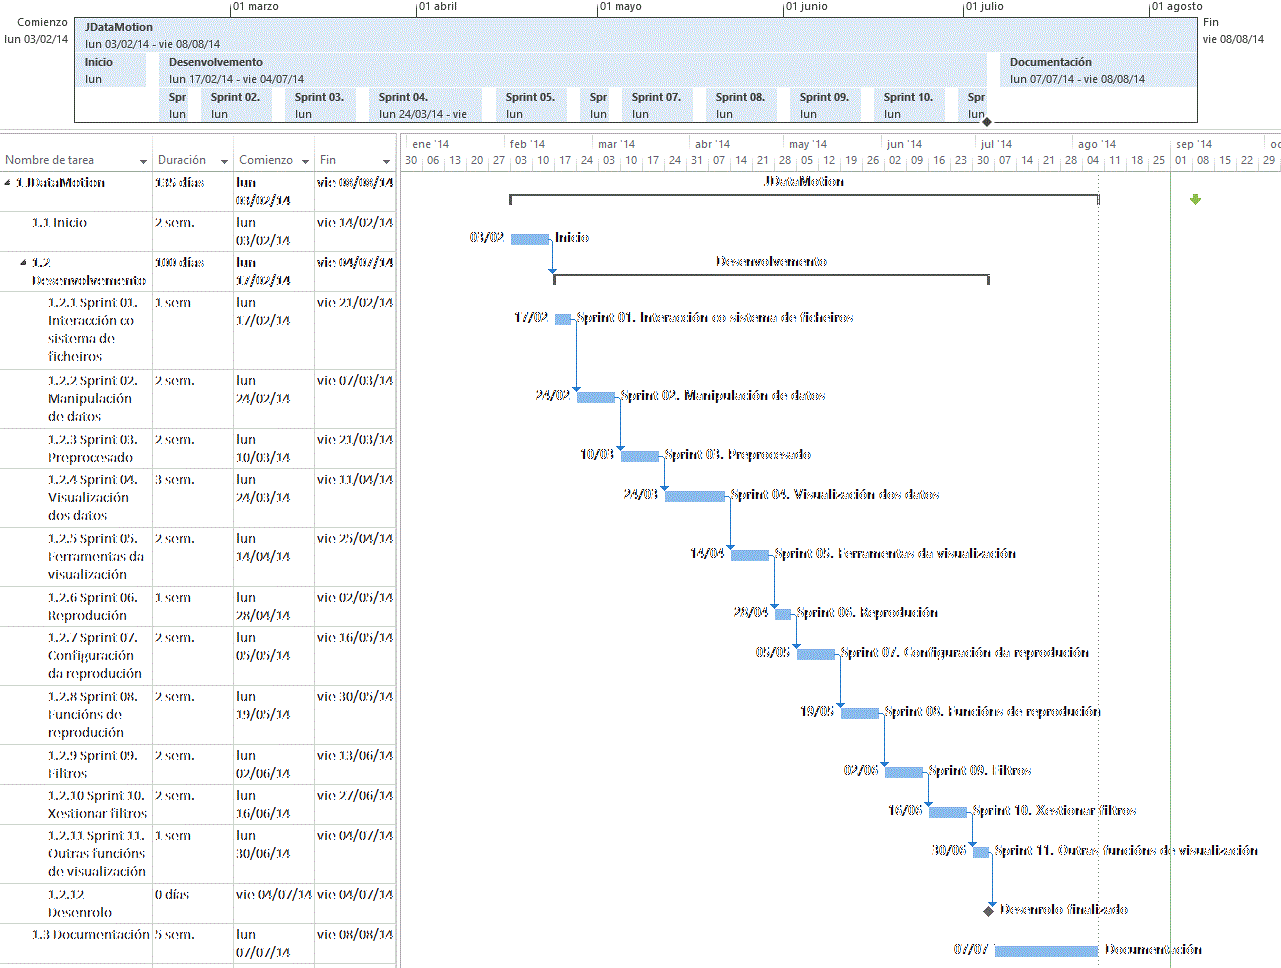 01 marzo 01 abril 01 mayo 01 junio 01 julio 01 agosto
Comienzo
lun 03/02/14
Fin
vie 08/08/14
JDataMotion
lun 03/02/14 - vie 08/08/14
Inicio
lun
Desenvolvemento
lun 17/02/14 - vie 04/07/14
Documentación
lun 07/07/14 - vie 08/08/14
Spr Sprint 02. Sprint 03. Sprint 04. Sprint 05. Spr Sprint 07. Sprint 08. Sprint 09. Sprint 10. Spr
lun lun lun lun 24/03/14 - vie lun lun lun lun lun lun lun
Nombre de tarea Duración Comienzo Fin
ene '14 feb '14 mar '14 abr '14 may '14 jun '14 jul '14 ago '14 sep '14 oc
30 06 13 20 27 03 10 17 24 03 10 17 24 31 07 14 21 28 05 12 19 26 02 09 16 23 30 07 14 21 28 04 11 18 25 01 08 15 22 29
1 JDataMotion 135 días lun vie 08/08/14
03/02/14
1.1 Inicio 2 sem. lun vie 14/02/14
03/02/14
1.2 100 días lun vie 04/07/14
Desenvolvemento 17/02/14
1.2.1 Sprint 01. 1 sem lun vie 21/02/14
Interacción co 17/02/14
sistema de
ficheiros
1.2.2 Sprint 02. 2 sem. lun vie 07/03/14
Manipulación 24/02/14
de datos
1.2.3 Sprint 03. 2 sem. lun vie 21/03/14
Preprocesado 10/03/14
1.2.4 Sprint 04. 3 sem. lun vie 11/04/14
Visualización 24/03/14
dos datos
1.2.5 Sprint 05. 2 sem. lun vie 25/04/14
Ferramentas da 14/04/14
visualización
1.2.6 Sprint 06. 1 sem lun vie 02/05/14
Reprodución 28/04/14
1.2.7 Sprint 07. 2 sem. lun vie 16/05/14
Configuración 05/05/14
da reprodución
1.2.8 Sprint 08. 2 sem. lun vie 30/05/14
Funcións de 19/05/14
reprodución
1.2.9 Sprint 09. 2 sem. lun vie 13/06/14
Filtros 02/06/14
1.2.10 Sprint 10. 2 sem. lun vie 27/06/14
Xestionar filtros 16/06/14
1.2.11 Sprint 11. 1 sem lun vie 04/07/14
Outras funcións 30/06/14
de visualización
1.2.12 0 días vie 04/07/14 vie 04/07/14
Desenrolo
1.3 Documentación 5 sem. lun vie 08/08/14
07/07/14
JDataMotion
03/02 Inicio
Desenvolvemento
17/02 Sprint 01. Interacción co sistema de ficheiros
24/02 Sprint 02. Manipulación de datos
10/03 Sprint 03. Preprocesado
24/03 Sprint 04. Visualización dos datos
14/04 Sprint 05. Ferramentas da visualización
28/04 Sprint 06. Reprodución
05/05 Sprint 07. Configuración da reprodución
19/05 Sprint 08. Funcións de reprodución
02/06 Sprint 09. Filtros
16/06 Sprint 10. Xestionar filtros
30/06 Sprint 11. Outras funcións de visualización
Desenrolo finalizado
07/07 Documentación